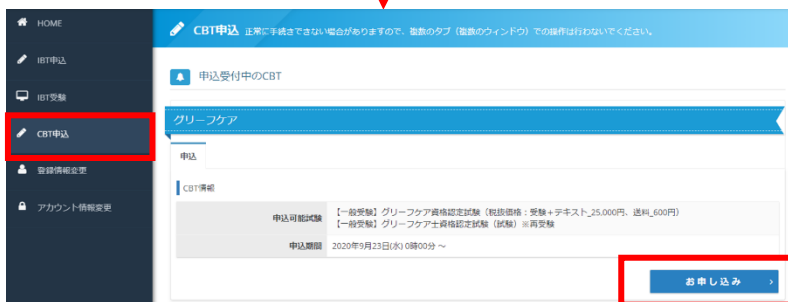 HOME
CBT申込 正常に手続きできない場合がありますので、複数のタブ(複数のウィンドウ)での操作は行わないでください。
IBT申込
申込受付中のCBT
IBT受験
グリーフケア
CBT申込
申込
登録情報変更
CBT情報
アカウント情報変更
申込可能試験 【一般受験】グリーフケア資格認定試験(税抜価格:受験+テキスト_25,000円、送料_600円)
【一般受験】グリーフケア士資格認定試験(試験)※再受験
申込期間 2020年9月23日(水) 0時00分 ~
お申し込み